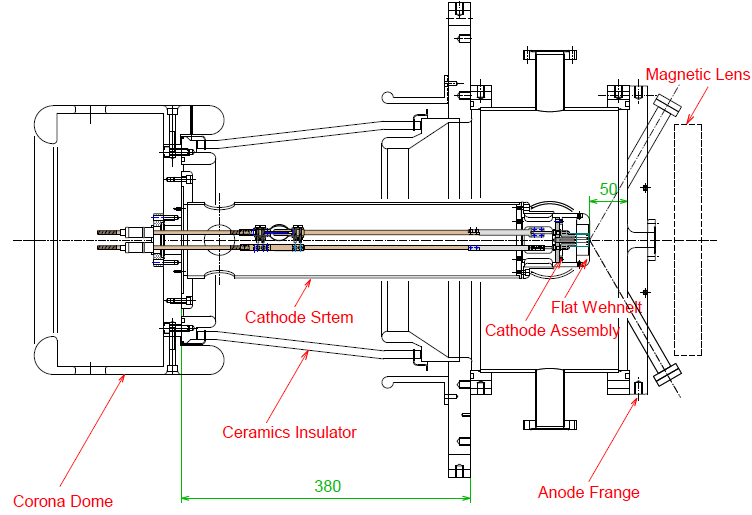 Magnetic Lens
50
Flat Wehnelt
Cathode Srtem
Cathode Assembly
Ceramics Insulator
380
Anode Frange
Corona Dome